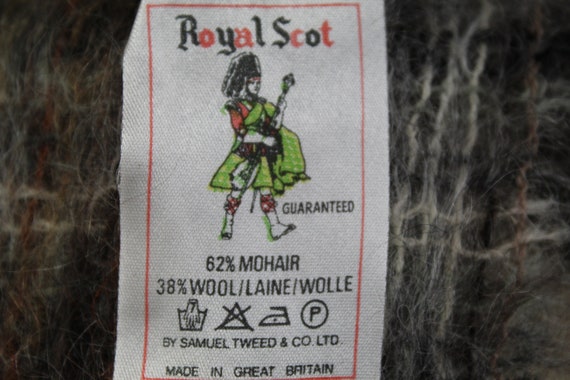 Royal Scot
GUARANTEED
62% MOHAIR
38% WOOL/LAINE/WOLLE
P
BY SAMUEL TWEED & CO. LTD.
MADE IN GREAT BRITAIN